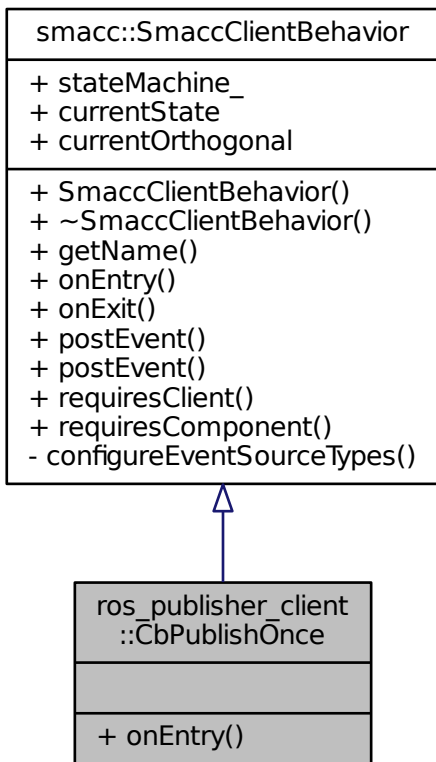 smacc::SmaccClientBehavior
+ stateMachine_
+ currentState
+ currentOrthogonal
+ SmaccClientBehavior()
+ ~SmaccClientBehavior()
+ getName()
+ onEntry()
+ onExit()
+ postEvent()
+ postEvent()
+ requiresClient()
+ requiresComponent()
- configureEventSourceTypes()
ros_publisher_client
::CbPublishOnce
+ onEntry()